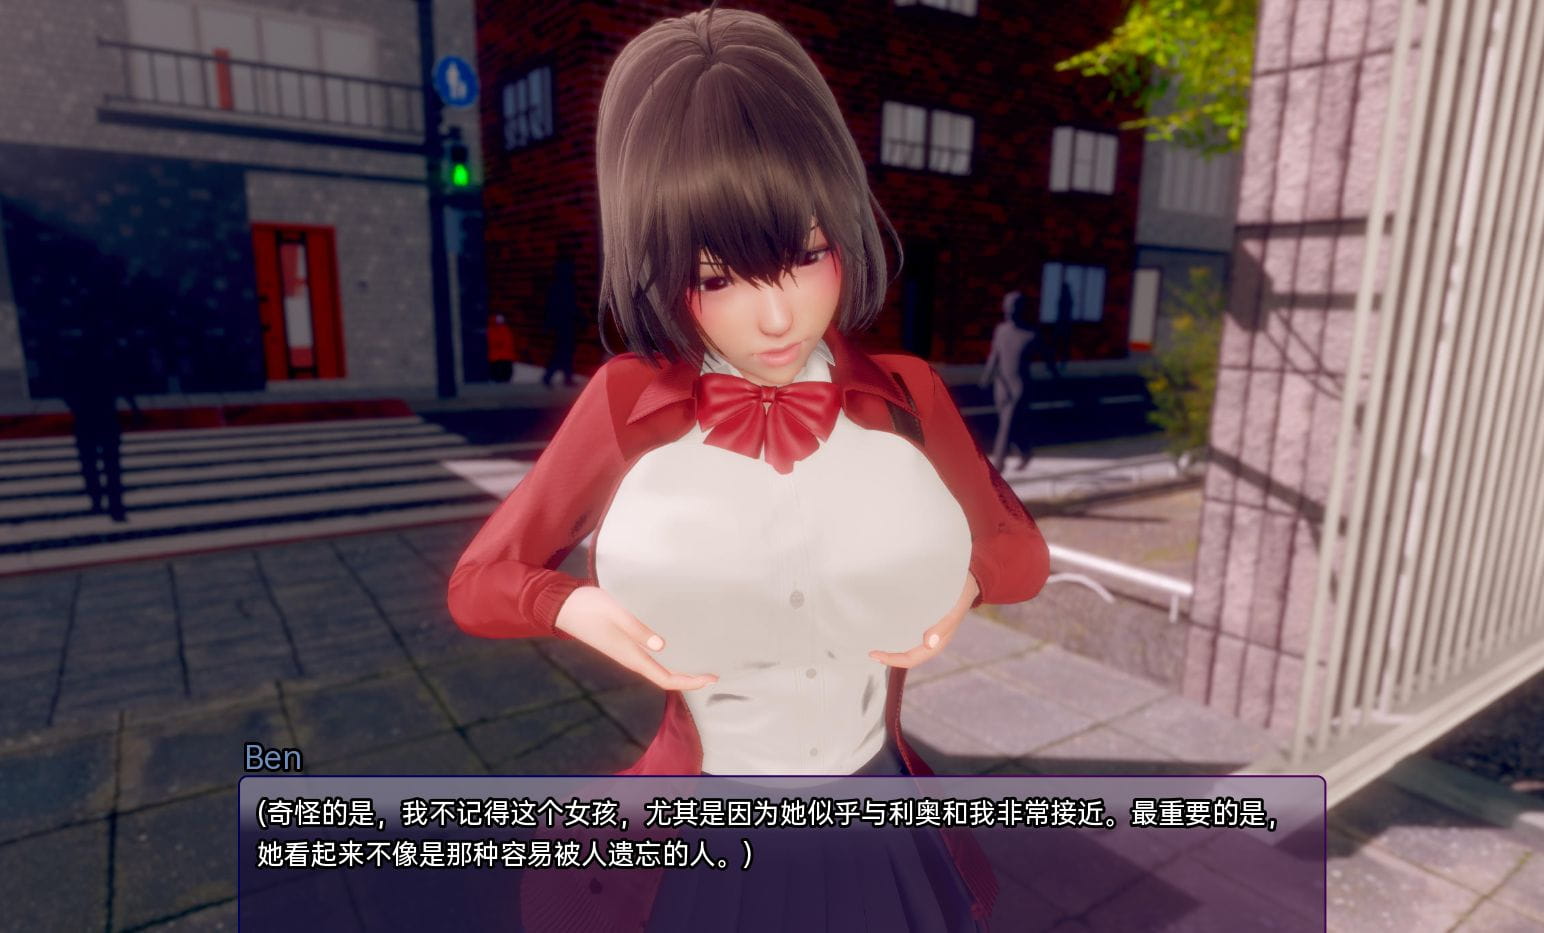 Ben
(奇怪的是，我不记得这个女孩，尤其是因为她似乎与利奥和我非常接近。最重要的是，
她看起来不像是那种容易被人遗忘的人。)